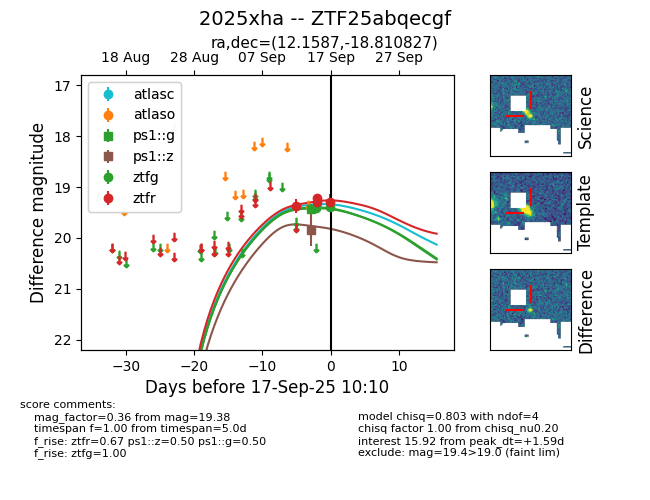 2025xha -- ZTF25abqecgf
ra,dec=(12.1587,-18.810827)
18 Aug 28 Aug 07 Sep 17 Sep 27 Sep
17
18
19
20
21
22
Difference magnitude
atlasc
atlaso
ps1::g
ps1::z
ztfg
ztfr
−30 −20 −10 0 10
Days before 17-Sep-25 10:10
Science
Template
Difference
score comments:
mag_factor=0.36 from mag=19.38
timespan f=1.00 from timespan=5.0d
f_rise: ztfr=0.67 ps1::z=0.50 ps1::g=0.50
f_rise: ztfg=1.00
model chisq=0.803 with ndof=4
chisq factor 1.00 from chisq_nu0.20
interest 15.92 from peak_dt=+1.59d
exclude: mag=19.4>19.0 (faint lim)